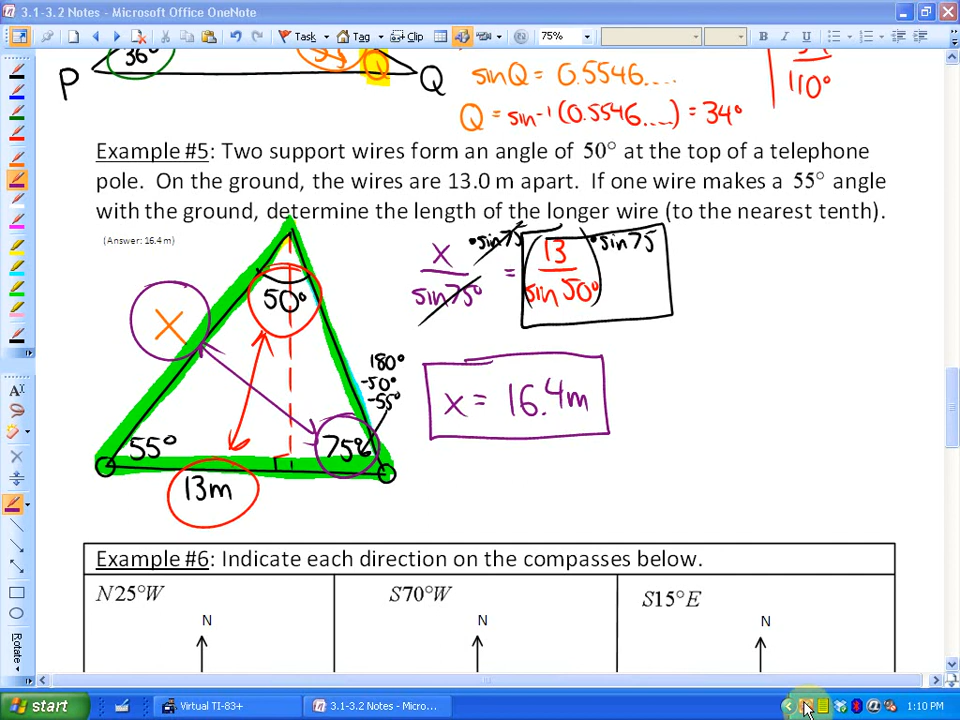 3.1-3.2 Notes - Microsoft Office OneNote
Task Tag Clip 75% B I U
36°
P Q Q
sinQ = 0.5546....
Q = sin-1(0.5546....) = 34°
110°
Example #5: Two support wires form an angle of 50° at the top of a telephone
pole. On the ground, the wires are 13.0 m apart. If one wire makes a 55° angle
with the ground, determine the length of the longer wire (to the nearest tenth).
(Answer: 16.4 m)
x/sin75° •sin75 = (13/sin50°) •sin75
50°
X
180°
-50°
-55°
x = 16.4m
55° 75°
13m
Example #6: Indicate each direction on the compasses below.
N25°W S70°W S15°E
N N N
A
Rotate
start Virtual TI-83+ 3.1-3.2 Notes - Micro... 1:10 PM